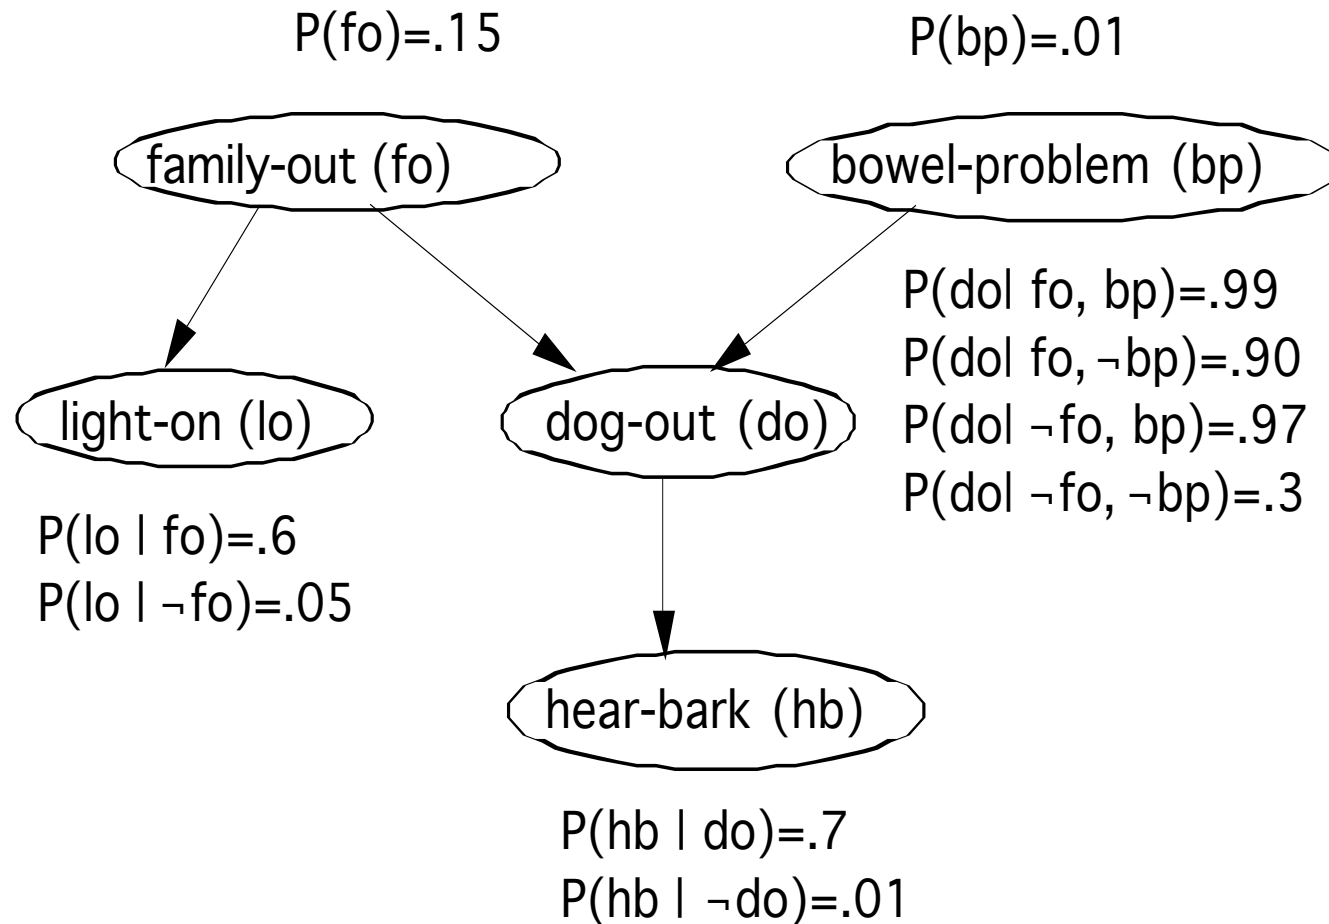 P(fo)=.15
P(bp)=.01
family-out (fo)
bowel-problem (bp)
light-on (lo)
dog-out (do)
P(dol fo, bp)=.99
P(dol fo, ¬bp)=.90
P(dol ¬fo, bp)=.97
P(dol ¬fo, ¬bp)=.3
P(lo | fo)=.6
P(lo | ¬fo)=.05
hear-bark (hb)
P(hb | do)=.7
P(hb | ¬do)=.01